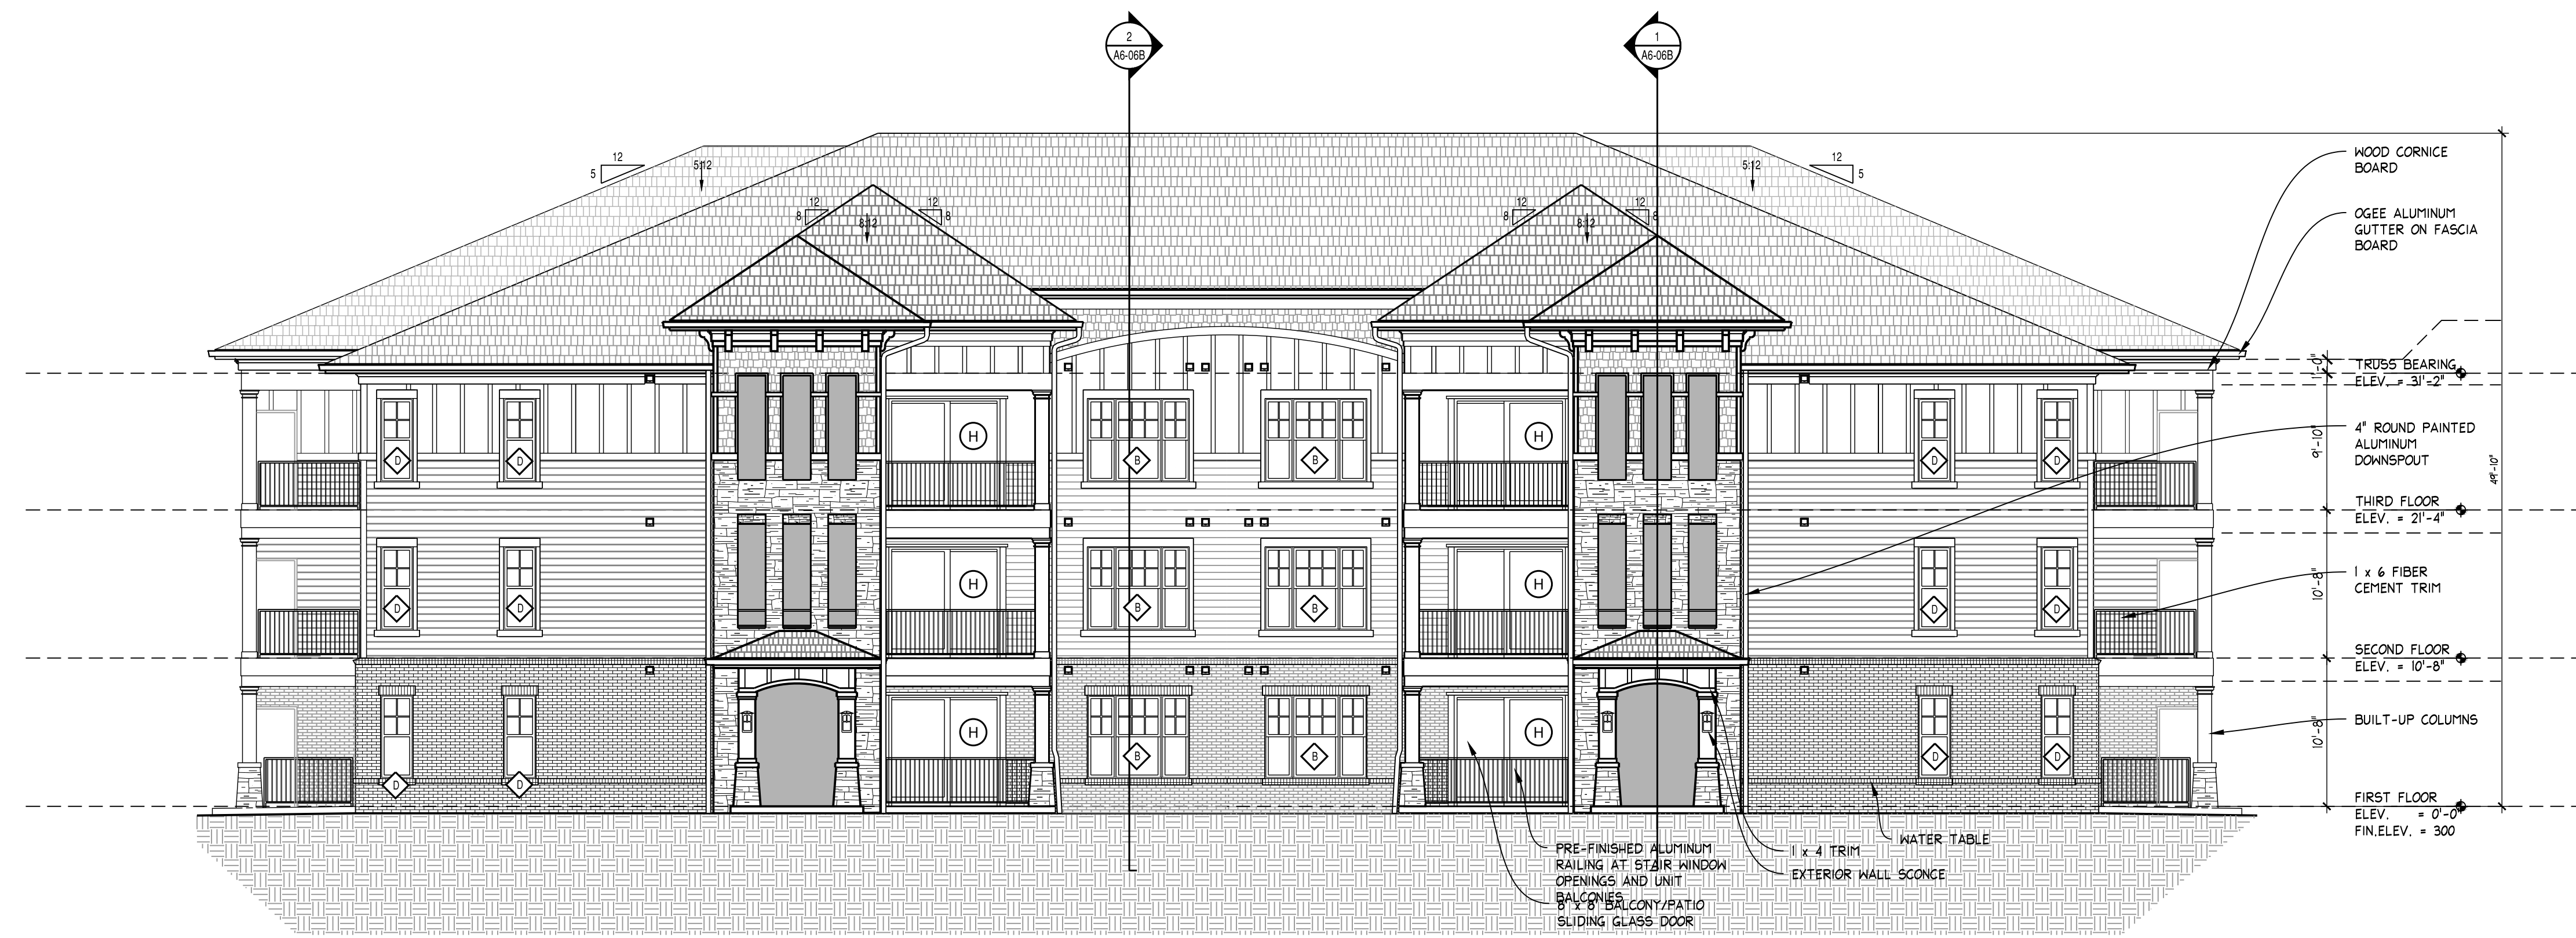 2
A6-06B
1
A6-06B
12
5
5:12
12
8
12
8
8:12
12
8
12
8
8:12
5:12
12
5
WOOD CORNICE
BOARD
OGEE ALUMINUM
GUTTER ON FASCIA
BOARD
1'-0"
TRUSS BEARING
ELEV. = 31'-2"
4" ROUND PAINTED
ALUMINUM
DOWNSPOUT
9'-10"
49'-10"
D
D
H
B
B
H
D
D
THIRD FLOOR
ELEV. = 21'-4"
1 x 6 FIBER
CEMENT TRIM
10'-8"
D
D
H
B
B
H
D
D
SECOND FLOOR
ELEV. = 10'-8"
BUILT-UP COLUMNS
10'-8"
D
D
H
B
B
H
D
D
FIRST FLOOR
ELEV. = 0'-0"
FIN.ELEV. = 300
WATER TABLE
1 x 4 TRIM
EXTERIOR WALL SCONCE
PRE-FINISHED ALUMINUM
RAILING AT STAIR WINDOW
OPENINGS AND UNIT
BALCONIES
8' x 8' BALCONY/PATIO
SLIDING GLASS DOOR